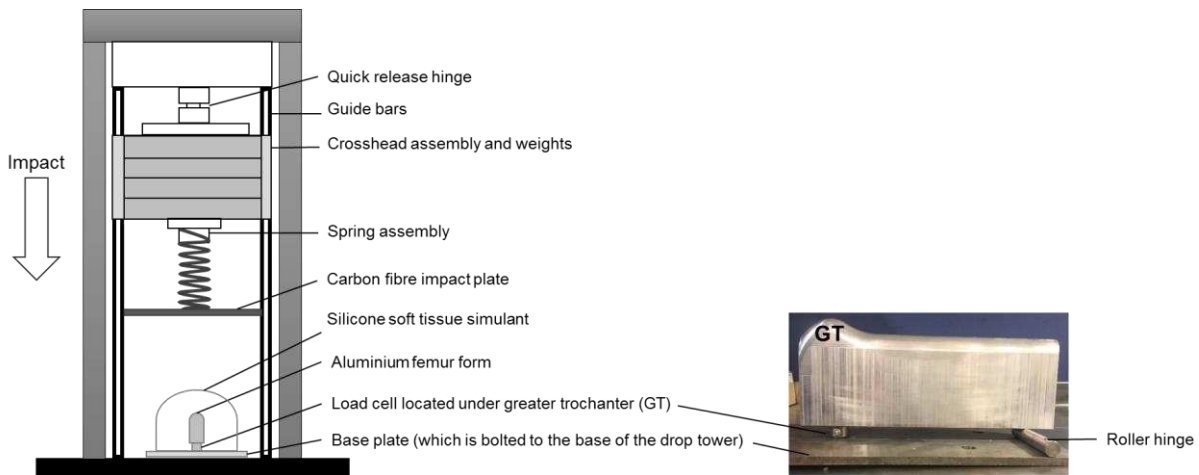 Quick release hinge
Guide bars
Crosshead assembly and weights
Impact
Spring assembly
Carbon fibre impact plate
Silicone soft tissue simulant
Aluminium femur form
Load cell located under greater trochanter (GT)
Base plate (which is bolted to the base of the drop tower)
GT
Roller hinge